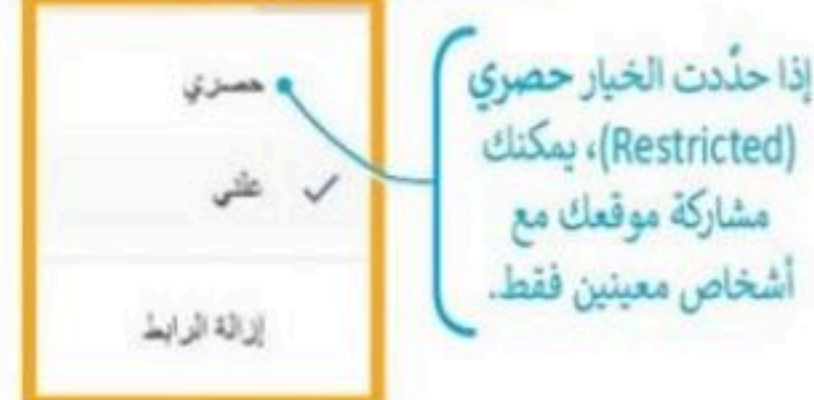 حصري
علني
إزالة الرابط
إذا حدَّدت الخيار حصري
(Restricted)، يمكنك
مشاركة موقعك مع
أشخاص معينين فقط.